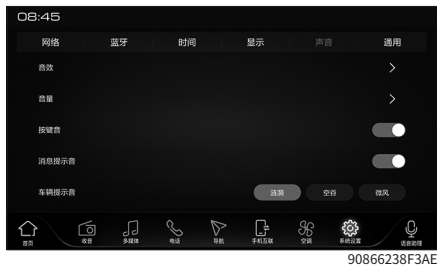 08:45
网络 蓝牙 时间 显示 声音 通用
音效
音量
按键音
消息提示音
车辆提示音 涟漪 空谷 微风
首页 收音 多媒体 电话 导航 手机互联 空调 系统设置 语音助理
90866238F3AE